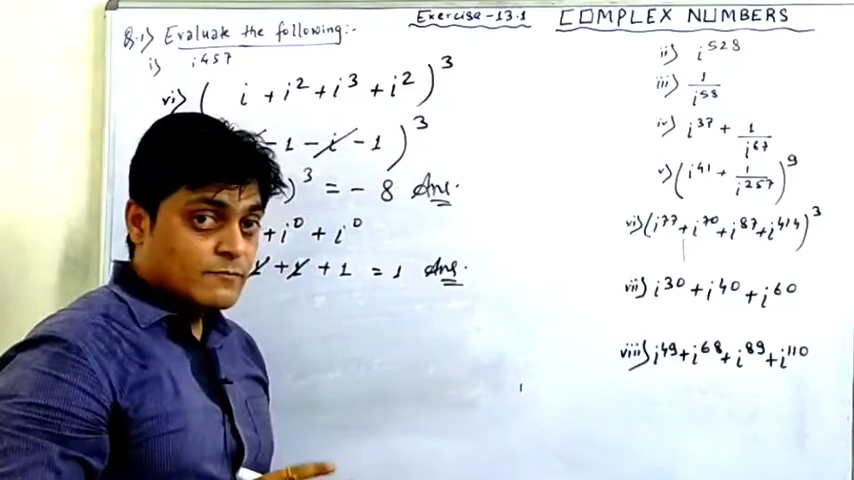 Exercise-13.1
COMPLEX NUMBERS
Q.1) Evaluate the following:-
i) i⁴⁵⁷
vi) ( i + i² + i³ + i² )³
- 1 - i - 1 )³
)³ = - 8 Ans.
+ i⁰ + i⁰
1 + 1 + 1 = 1 Ans.
ii) i⁵²⁸
iii) 1/i⁵⁸
iv) i³⁷ + 1/i⁶⁷
v) (i⁴¹ + 1/i²⁵⁷)⁹
vi) (i⁷⁷ + i⁷⁰ + i⁸⁷ + i⁴¹⁴)³
vii) i³⁰ + i⁴⁰ + i⁶⁰
viii) i⁴⁹ + i⁶⁸ + i⁸⁹ + i¹¹⁰